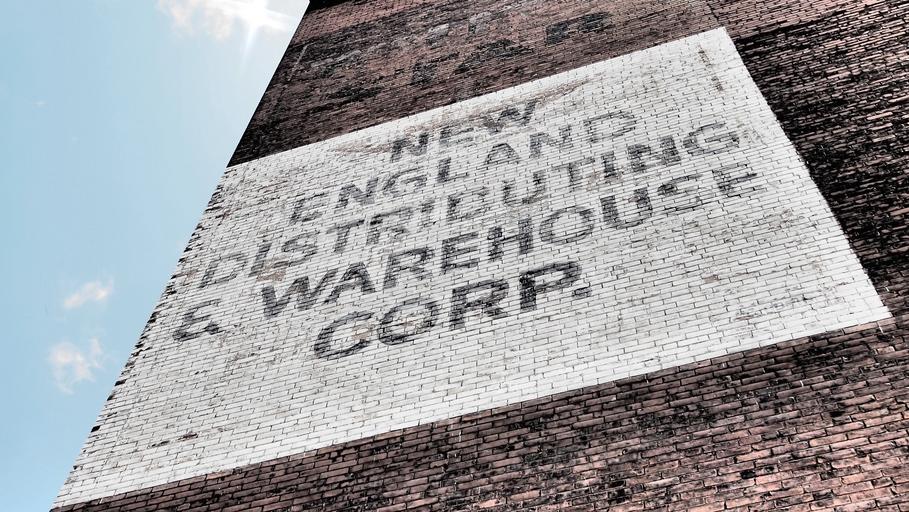 NEW
ENGLAND
DISTRIBUTING
& WAREHOUSE
CORP.